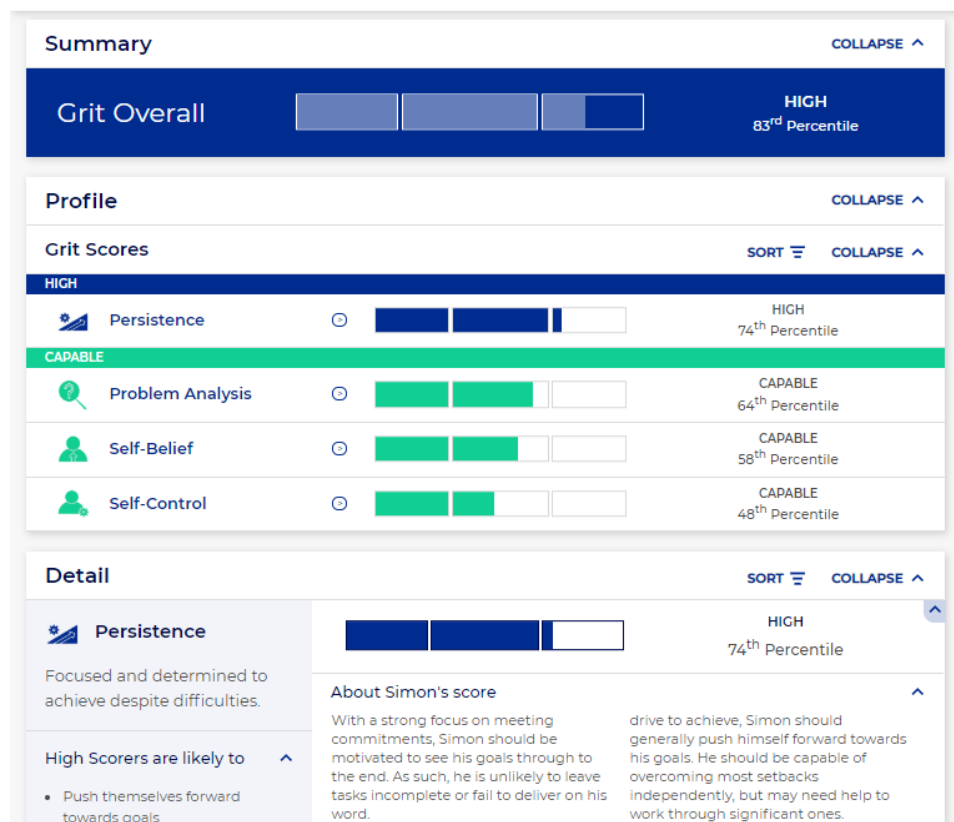 Summary
COLLAPSE
Grit Overall
HIGH
83rd Percentile
Profile
COLLAPSE
Grit Scores
SORT
COLLAPSE
HIGH
Persistence
HIGH
74th Percentile
CAPABLE
Problem Analysis
CAPABLE
64th Percentile
Self-Belief
CAPABLE
58th Percentile
Self-Control
CAPABLE
48th Percentile
Detail
SORT
COLLAPSE
Persistence
Focused and determined to
achieve despite difficulties.
High Scorers are likely to
• Push themselves forward
towards goals
HIGH
74th Percentile
About Simon's score
With a strong focus on meeting
commitments, Simon should be
motivated to see his goals through to
the end. As such, he is unlikely to leave
tasks incomplete or fail to deliver on his
word.
drive to achieve, Simon should
generally push himself forward towards
his goals. He should be capable of
overcoming most setbacks
independently, but may need help to
work through significant ones.